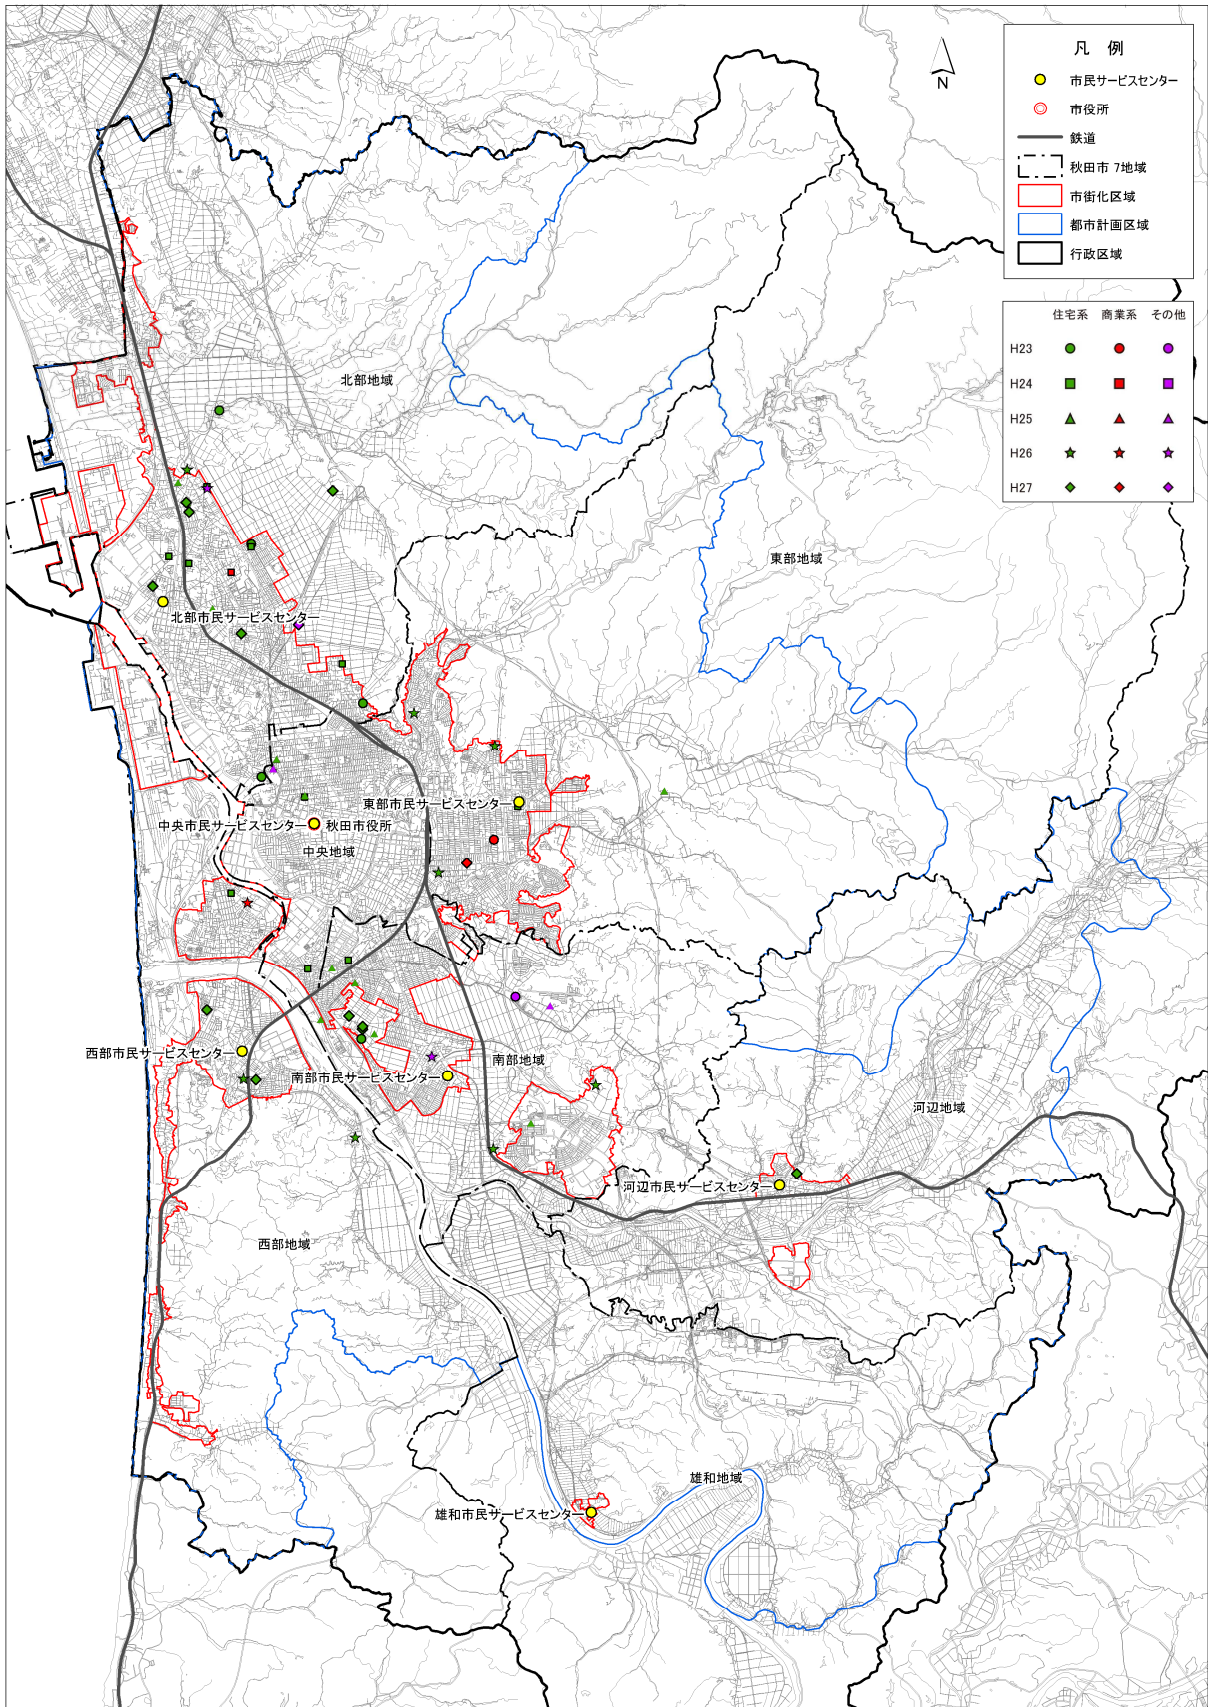 凡 例
市民サービスセンター
市役所
鉄道
秋田市 7地域
市街化区域
都市計画区域
行政区域
N
住宅系 商業系 その他
H23
H24
H25
H26
H27
北部地域
東部地域
北部市民サービスセンター
東部市民サービスセンター
中央市民サービスセンター 秋田市役所
中央地域
西部市民サービスセンター
南部地域
南部市民サービスセンター
河辺地域
河辺市民サービスセンター
西部地域
雄和地域
雄和市民サービスセンター